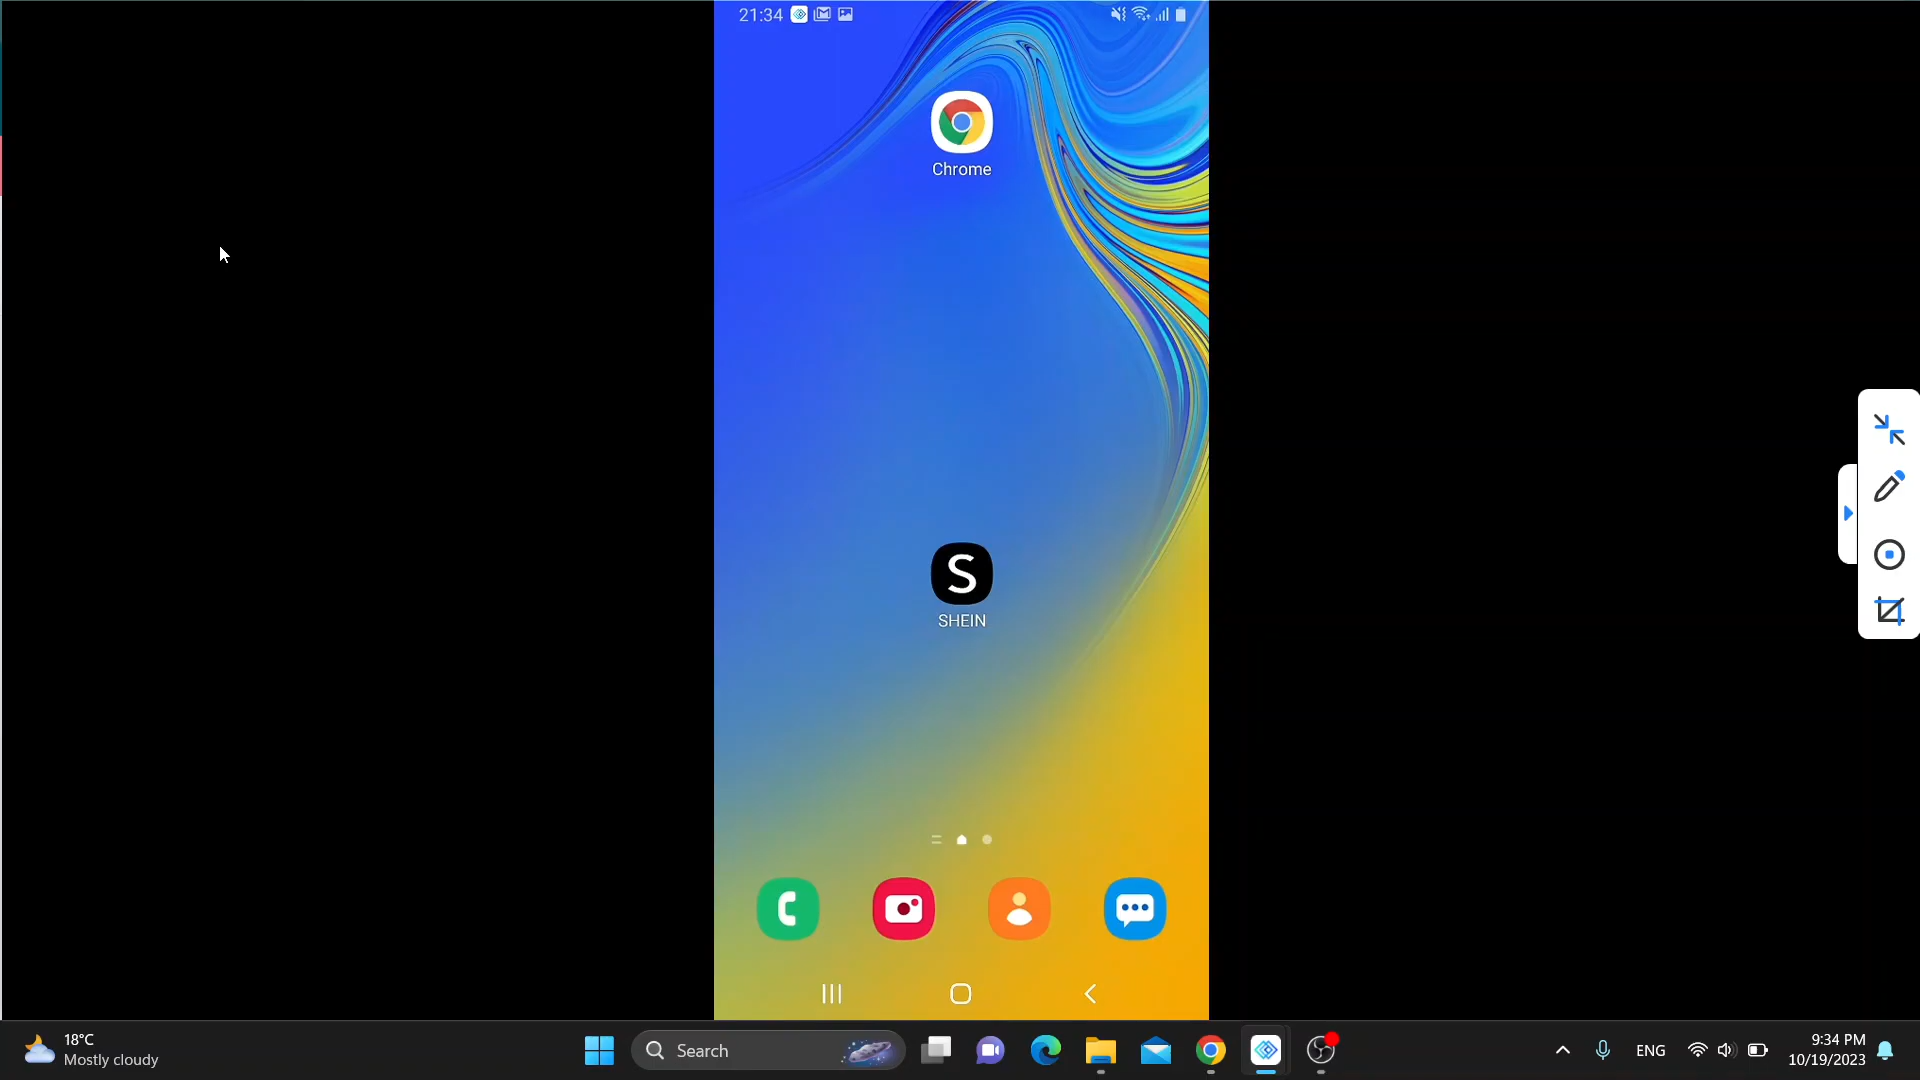 21:34
Chrome
S
SHEIN
18°C
Mostly cloudy
Search
ENG
9:34 PM
10/19/2023